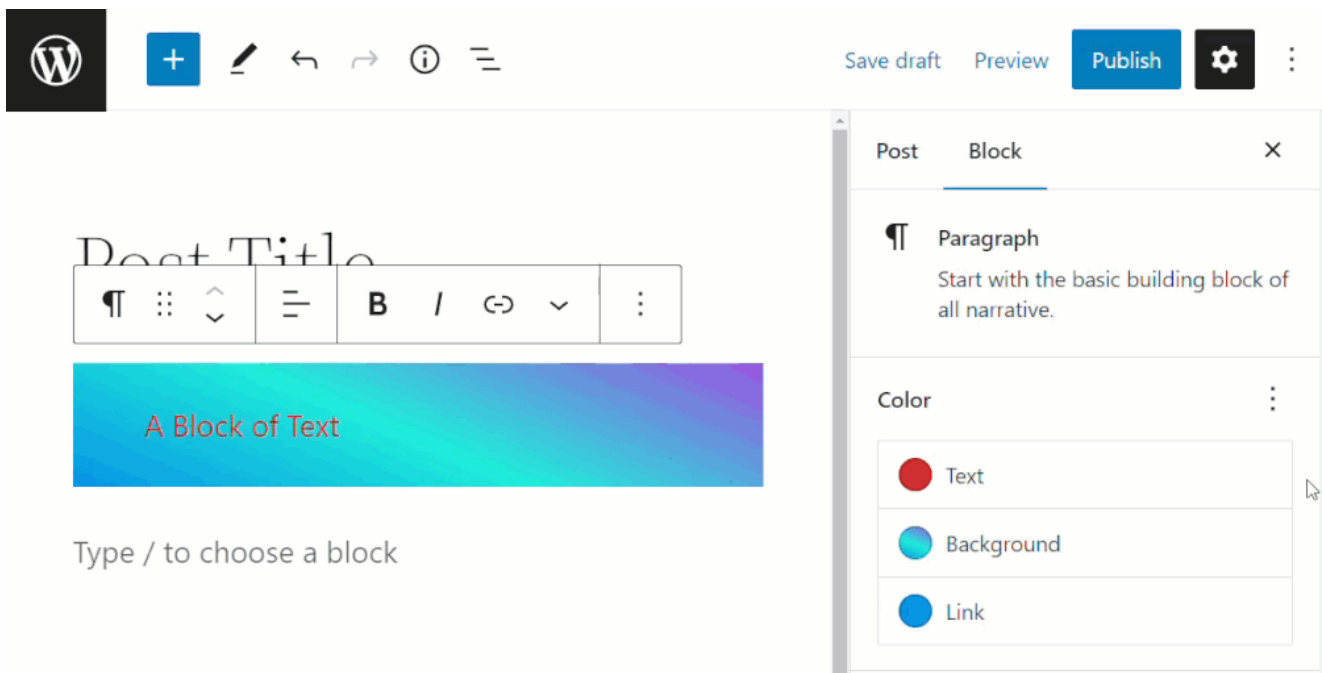 Save draft Preview Publish
Post Block
Post Title
Paragraph
Start with the basic building block of
all narrative.
B I
A Block of Text
Color
Text
Background
Link
Type / to choose a block